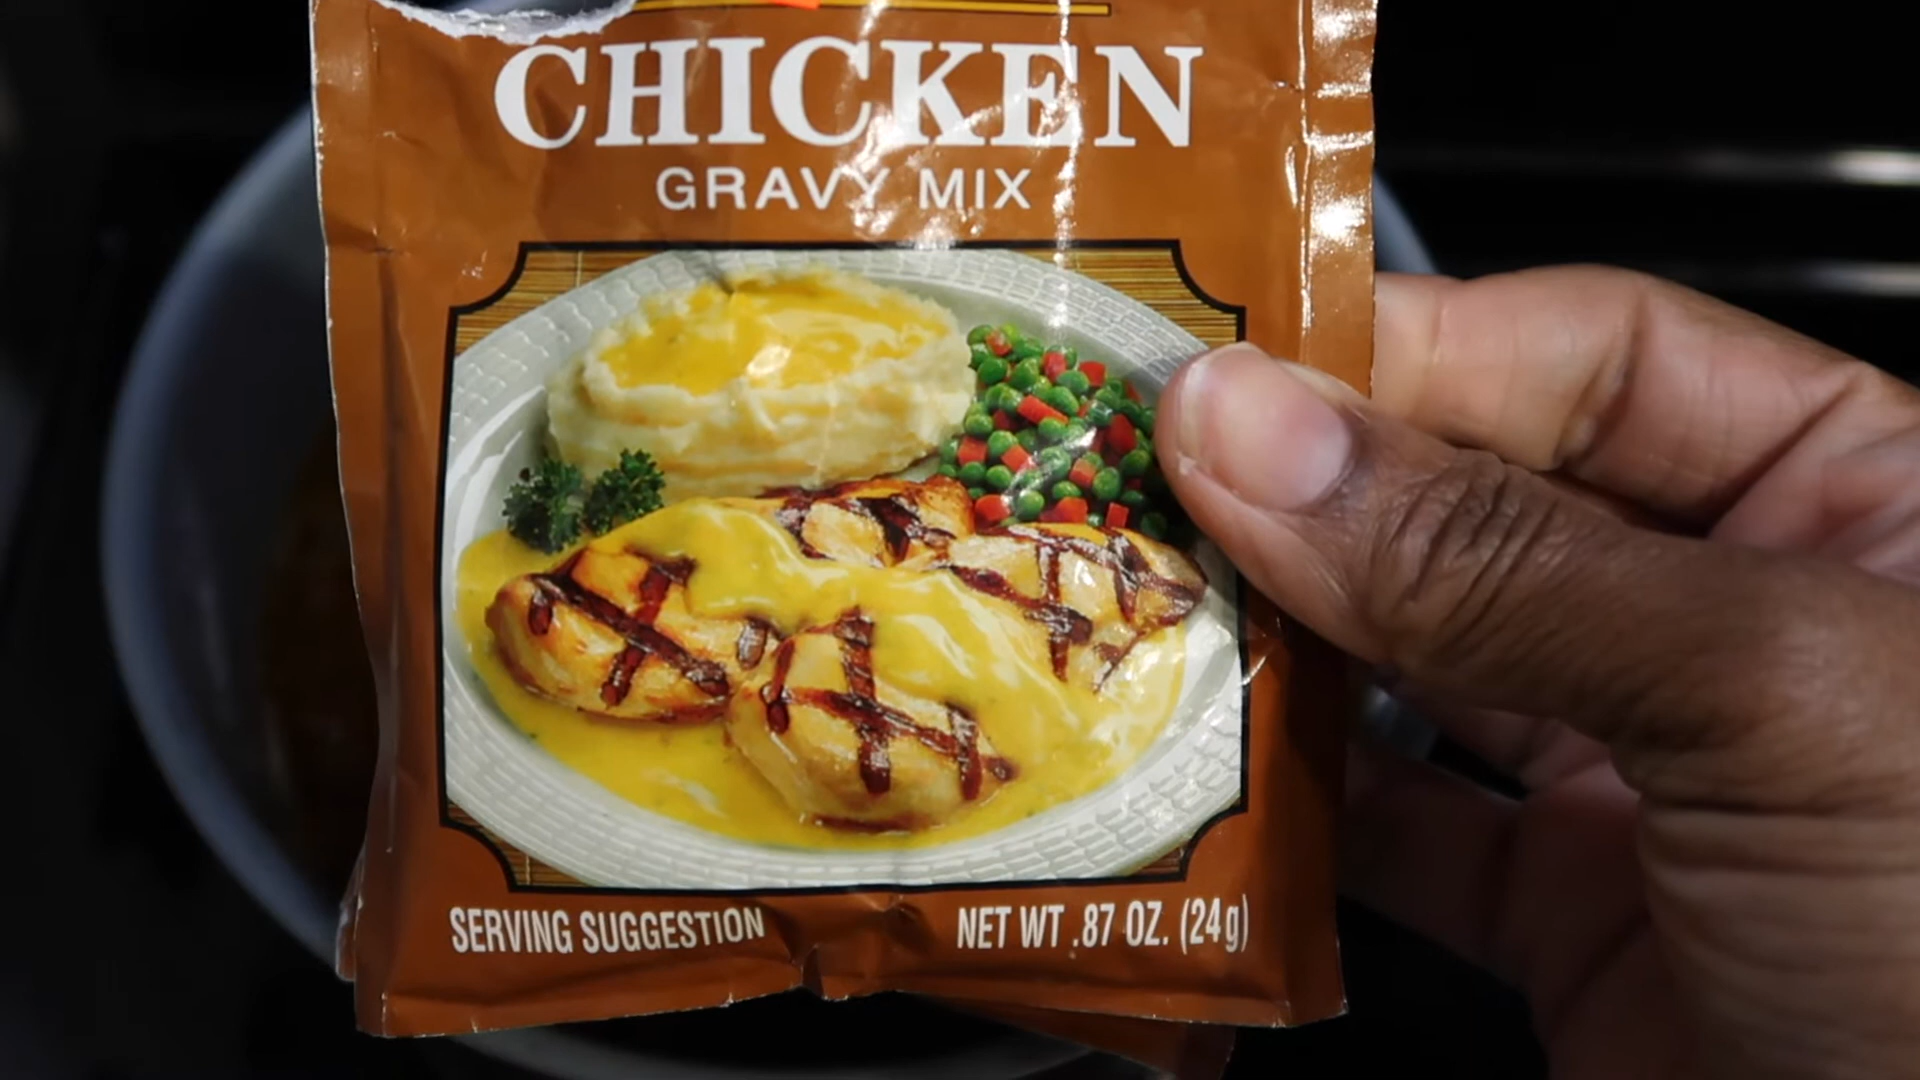 CHICKEN
GRAVY MIX
SERVING SUGGESTION
NET WT .87 OZ. (24g)